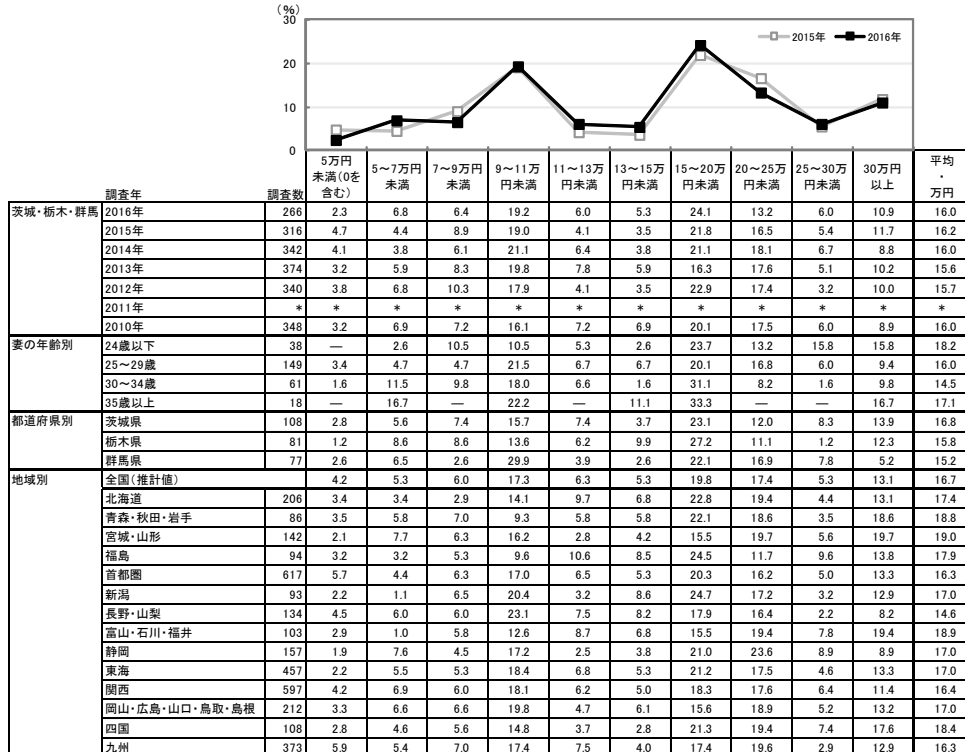 (%)
30
20
10
0
2015年 2016年
調査年 調査数 5万円未満(0を含む) 5～7万円未満 7～9万円未満 9～11万円未満 11～13万円未満 13～15万円未満 15～20万円未満 20～25万円未満 25～30万円未満 30万円以上 平均・万円
茨城・栃木・群馬 2016年 266 2.3 6.8 6.4 19.2 6.0 5.3 24.1 13.2 6.0 10.9 16.0
2015年 316 4.7 4.4 8.9 19.0 4.1 3.5 21.8 16.5 5.4 11.7 16.2
2014年 342 4.1 3.8 6.1 21.1 6.4 3.8 21.1 18.1 6.7 8.8 16.0
2013年 374 3.2 5.9 8.3 19.8 7.8 5.9 16.3 17.6 5.1 10.2 15.6
2012年 340 3.8 6.8 10.3 17.9 4.1 3.5 22.9 17.4 3.2 10.0 15.7
2011年 * * * * * * * * * * * *
2010年 348 3.2 6.9 7.2 16.1 7.2 6.9 20.1 17.5 6.0 8.9 16.0
妻の年齢別 24歳以下 38 — 2.6 10.5 10.5 5.3 2.6 23.7 13.2 15.8 15.8 18.2
25～29歳 149 3.4 4.7 4.7 21.5 6.7 6.7 20.1 16.8 6.0 9.4 16.0
30～34歳 61 1.6 11.5 9.8 18.0 6.6 1.6 31.1 8.2 1.6 9.8 14.5
35歳以上 18 — 16.7 — 22.2 — 11.1 33.3 — — 16.7 17.1
都道府県別 茨城県 108 2.8 5.6 7.4 15.7 7.4 3.7 23.1 12.0 8.3 13.9 16.8
栃木県 81 1.2 8.6 8.6 13.6 6.2 9.9 27.2 11.1 1.2 12.3 15.8
群馬県 77 2.6 6.5 2.6 29.9 3.9 2.6 22.1 16.9 7.8 5.2 15.2
地域別 全国(推計値) 4.2 5.3 6.0 17.3 6.3 5.3 19.8 17.4 5.3 13.1 16.7
北海道 206 3.4 3.4 2.9 14.1 9.7 6.8 22.8 19.4 4.4 13.1 17.4
青森・秋田・岩手 86 3.5 5.8 7.0 9.3 5.8 5.8 22.1 18.6 3.5 18.6 18.8
宮城・山形 142 2.1 7.7 6.3 16.2 2.8 4.2 15.5 19.7 5.6 19.7 19.0
福島 94 3.2 3.2 5.3 9.6 10.6 8.5 24.5 11.7 9.6 13.8 17.9
首都圏 617 5.7 4.4 6.3 17.0 6.5 5.3 20.3 16.2 5.0 13.3 16.3
新潟 93 2.2 1.1 6.5 20.4 3.2 8.6 24.7 17.2 3.2 12.9 17.0
長野・山梨 134 4.5 6.0 6.0 23.1 7.5 8.2 17.9 16.4 2.2 8.2 14.6
富山・石川・福井 103 2.9 1.0 5.8 12.6 8.7 6.8 15.5 19.4 7.8 19.4 18.9
静岡 157 1.9 7.6 4.5 17.2 2.5 3.8 21.0 23.6 8.9 8.9 17.0
東海 457 2.2 5.5 5.3 18.4 6.8 5.3 21.2 17.5 4.6 13.3 17.0
関西 597 4.2 6.9 6.0 18.1 6.2 5.0 18.3 17.6 6.4 11.4 16.4
岡山・広島・山口・鳥取・島根 212 3.3 6.6 6.6 19.8 4.7 6.1 15.6 18.9 5.2 13.2 17.0
四国 108 2.8 4.6 5.6 14.8 3.7 2.8 21.3 19.4 7.4 17.6 18.4
九州 373 5.9 5.4 7.0 17.4 7.5 4.0 17.4 19.6 2.9 12.9 16.3